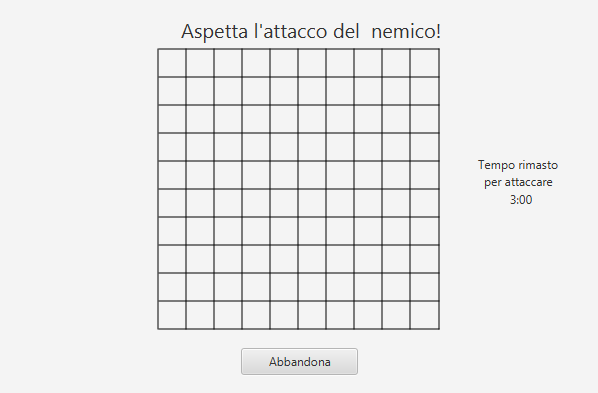 Aspetta l'attacco del  nemico!
Tempo rimasto
per attaccare
3:00
Abbandona